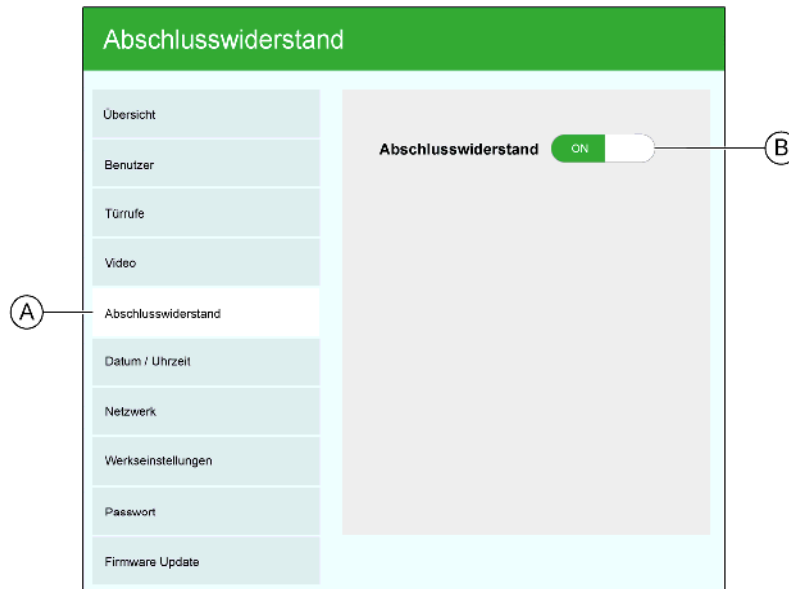 Abschlusswiderstand
Übersicht
Benutzer
Türrufe
Video
Abschlusswiderstand
Datum / Uhrzeit
Netzwerk
Werkseinstellungen
Passwort
Firmware Update
Abschlusswiderstand ON
A
B